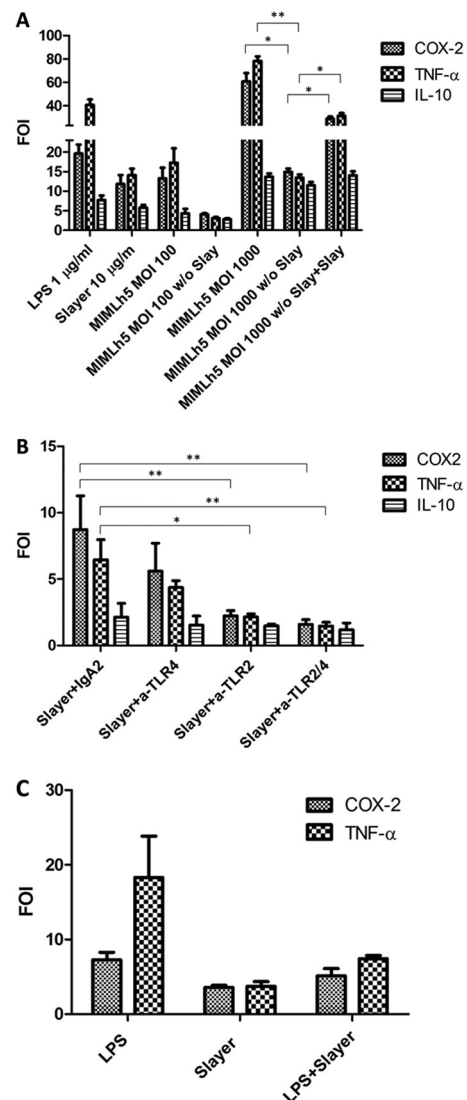 A
** 
*
*
*
COX-2
TNF-α
IL-10
FOI
100
80
60
40
20
15
10
5
0
LPS 1 µg/ml
Slayer 10 µg/m
MIMLh5 MOI 100
MIMLh5 MOI 100 w/o Slay
MIMLh5 MOI 1000
MIMLh5 MOI 1000 w/o Slay
MIMLh5 MOI 1000 w/o Slay+Slay
B
**
**
**
*
COX2
TNF-α
IL-10
FOI
15
10
5
0
Slayer+IgA2
Slayer+a-TLR4
Slayer+a-TLR2
Slayer+a-TLR2/4
C
COX-2
TNF-α
FOI
30
20
10
0
LPS
Slayer
LPS+Slayer